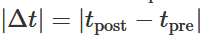 |Δt| = |t_post − t_pre|